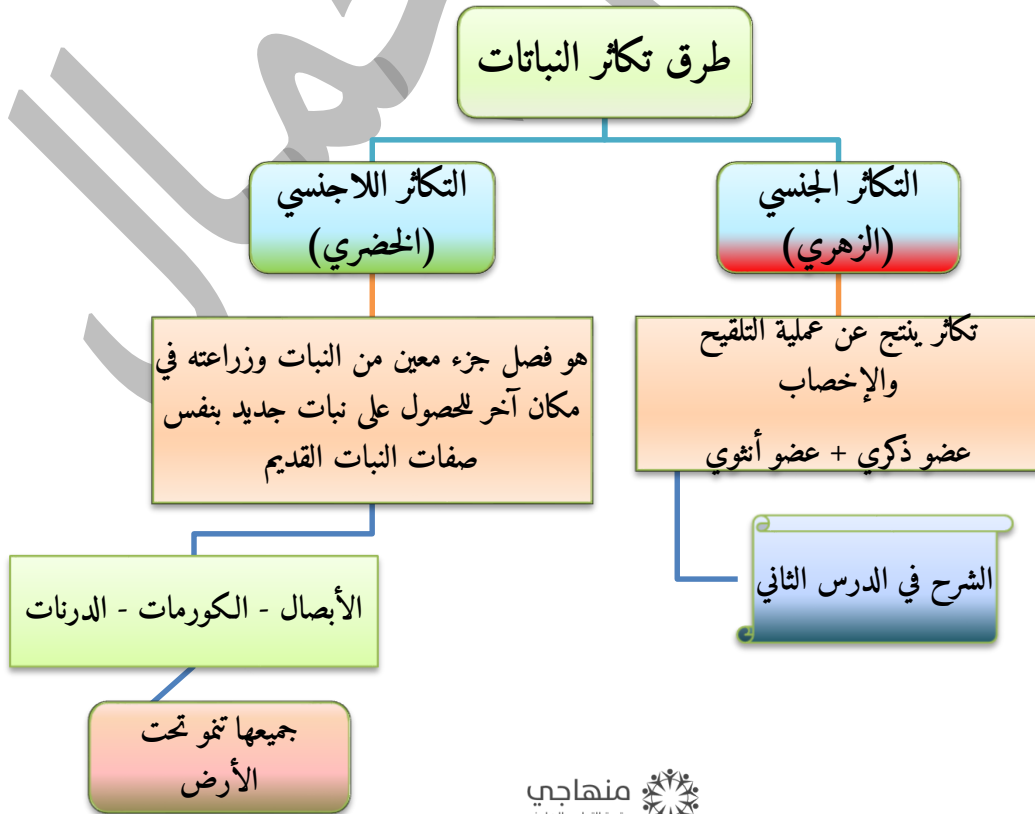 طرق تكاثر النباتات
التكاثر الجنسي
(الزهري)
التكاثر اللاجنسي
(الخضري)
تكاثر ينتج عن عملية التلقيح
والإخصاب
عضو ذكري + عضو أنثوي
هو فصل جزء معين من النبات وزراعته في
مكان آخر للحصول على نبات جديد بنفس
صفات النبات القديم
الشرح في الدرس الثاني
الأبصال - الكورمات - الدرنات
جميعها تنمو تحت
الأرض
منهاجي